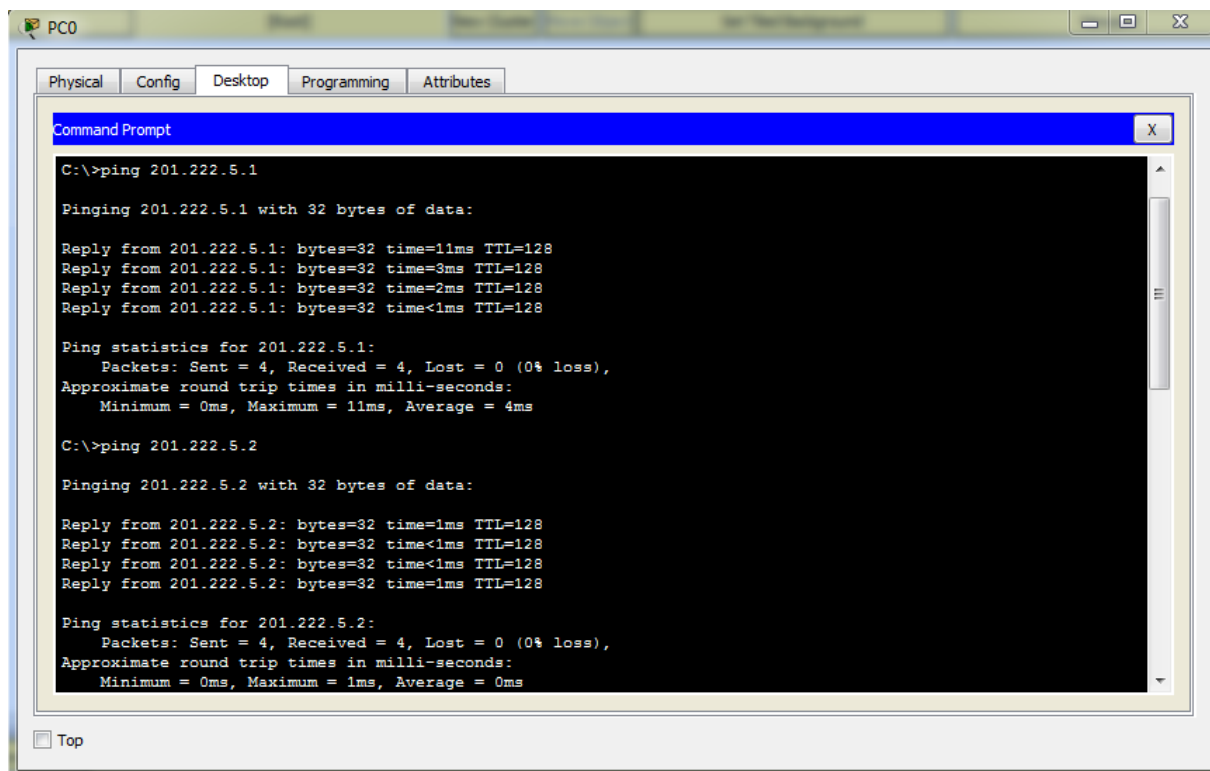 PC0
Physical Config Desktop Programming Attributes
Command Prompt
X
C:\>ping 201.222.5.1
Pinging 201.222.5.1 with 32 bytes of data:
Reply from 201.222.5.1: bytes=32 time=11ms TTL=128
Reply from 201.222.5.1: bytes=32 time=3ms TTL=128
Reply from 201.222.5.1: bytes=32 time=2ms TTL=128
Reply from 201.222.5.1: bytes=32 time<1ms TTL=128
Ping statistics for 201.222.5.1:
Packets: Sent = 4, Received = 4, Lost = 0 (0% loss),
Approximate round trip times in milli-seconds:
Minimum = 0ms, Maximum = 11ms, Average = 4ms
C:\>ping 201.222.5.2
Pinging 201.222.5.2 with 32 bytes of data:
Reply from 201.222.5.2: bytes=32 time=1ms TTL=128
Reply from 201.222.5.2: bytes=32 time<1ms TTL=128
Reply from 201.222.5.2: bytes=32 time<1ms TTL=128
Reply from 201.222.5.2: bytes=32 time=1ms TTL=128
Ping statistics for 201.222.5.2:
Packets: Sent = 4, Received = 4, Lost = 0 (0% loss),
Approximate round trip times in milli-seconds:
Minimum = 0ms, Maximum = 1ms, Average = 0ms
Top